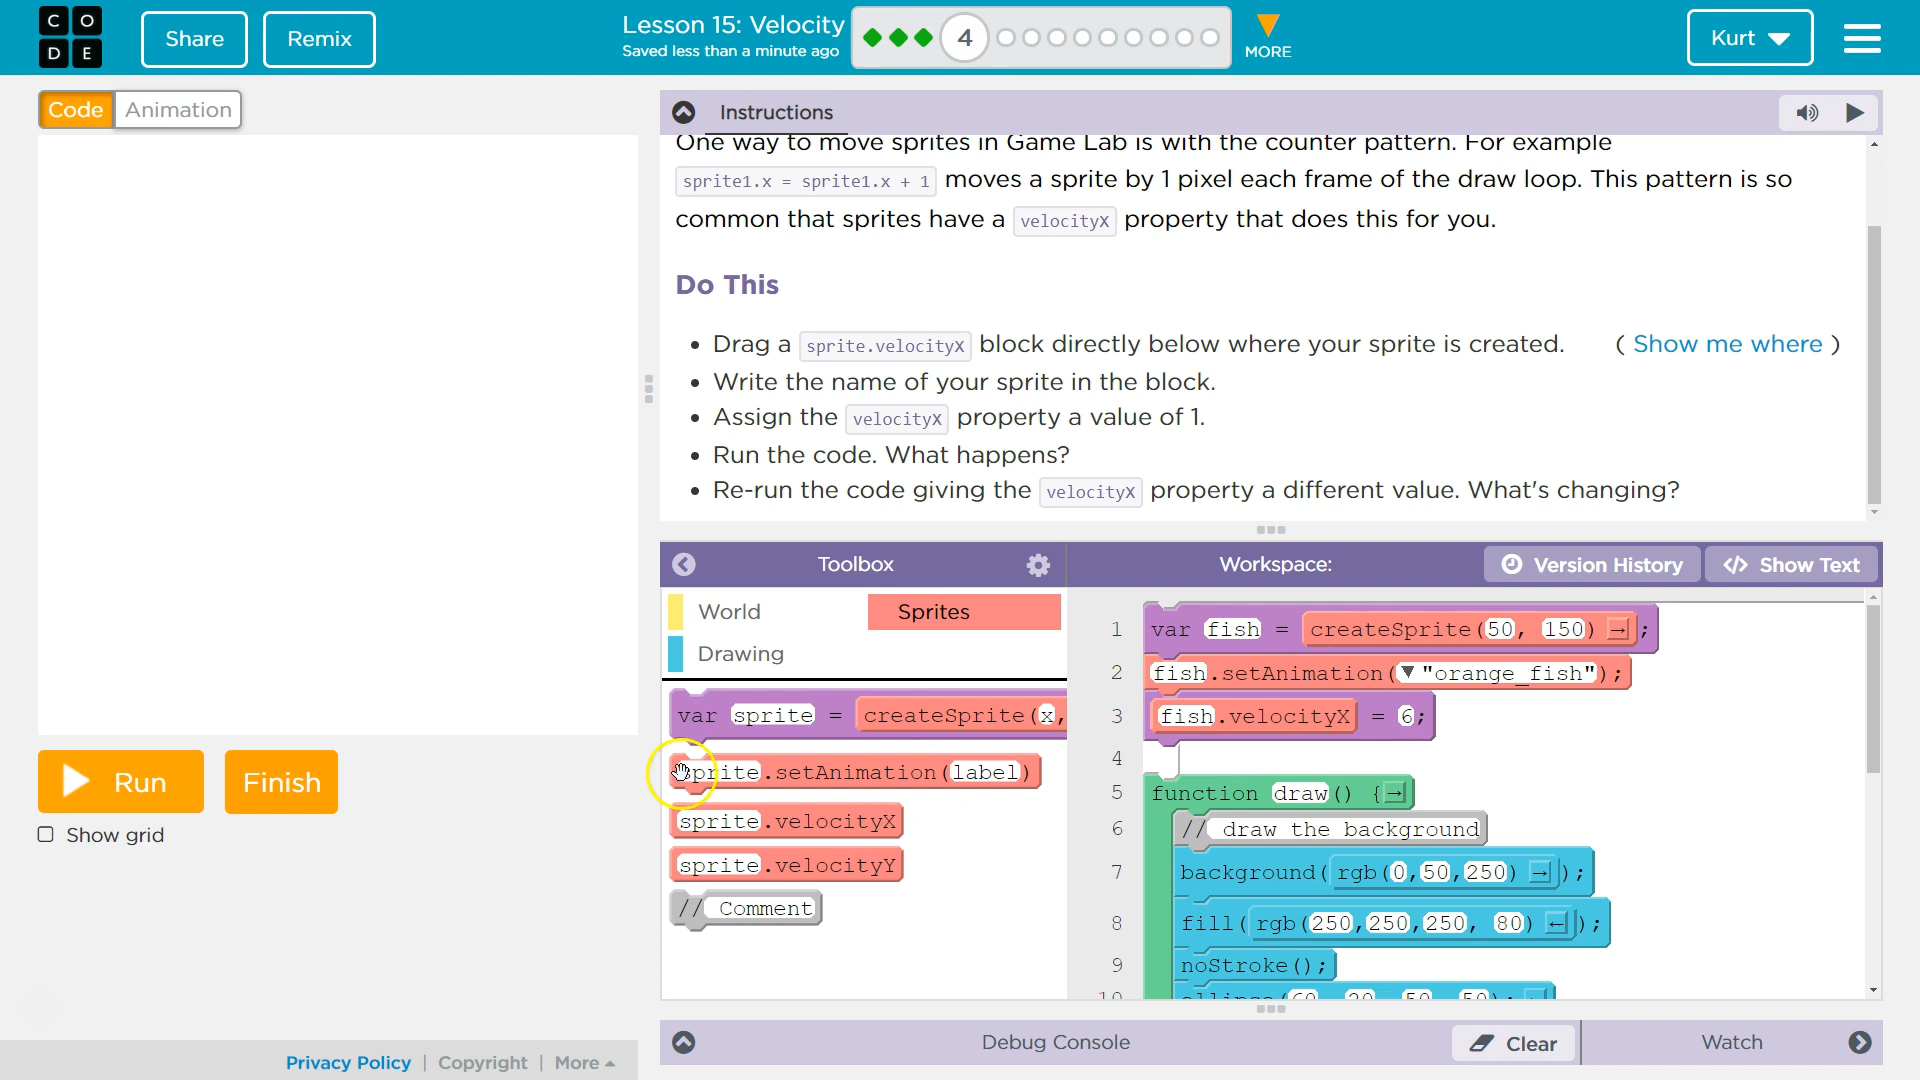 CODE
Share
Remix
Lesson 15: Velocity
Saved less than a minute ago
4
MORE
Kurt
Code
Animation
Instructions
One way to move sprites in Game Lab is with the counter pattern. For example
sprite1.x = sprite1.x + 1 moves a sprite by 1 pixel each frame of the draw loop. This pattern is so
common that sprites have a velocityX property that does this for you.
Do This
Drag a sprite.velocityX block directly below where your sprite is created. ( Show me where )
Write the name of your sprite in the block.
Assign the velocityX property a value of 1.
Run the code. What happens?
Re-run the code giving the velocityX property a different value. What's changing?
Toolbox
Workspace:
Version History
</> Show Text
World
Sprites
Drawing
var sprite = createSprite(x,
sprite.setAnimation(label)
sprite.velocityX
sprite.velocityY
// Comment
1 var fish = createSprite(50, 150);
2 fish.setAnimation("orange_fish");
3 fish.velocityX = 6;
4
5 function draw() {
6 // draw the background
7 background(rgb(0,50,250));
8 fill(rgb(250,250,250, 80));
9 noStroke();
10 ellipse(60, 20, 50, 50);
Run
Finish
Show grid
Privacy Policy | Copyright | More
Debug Console
Clear
Watch